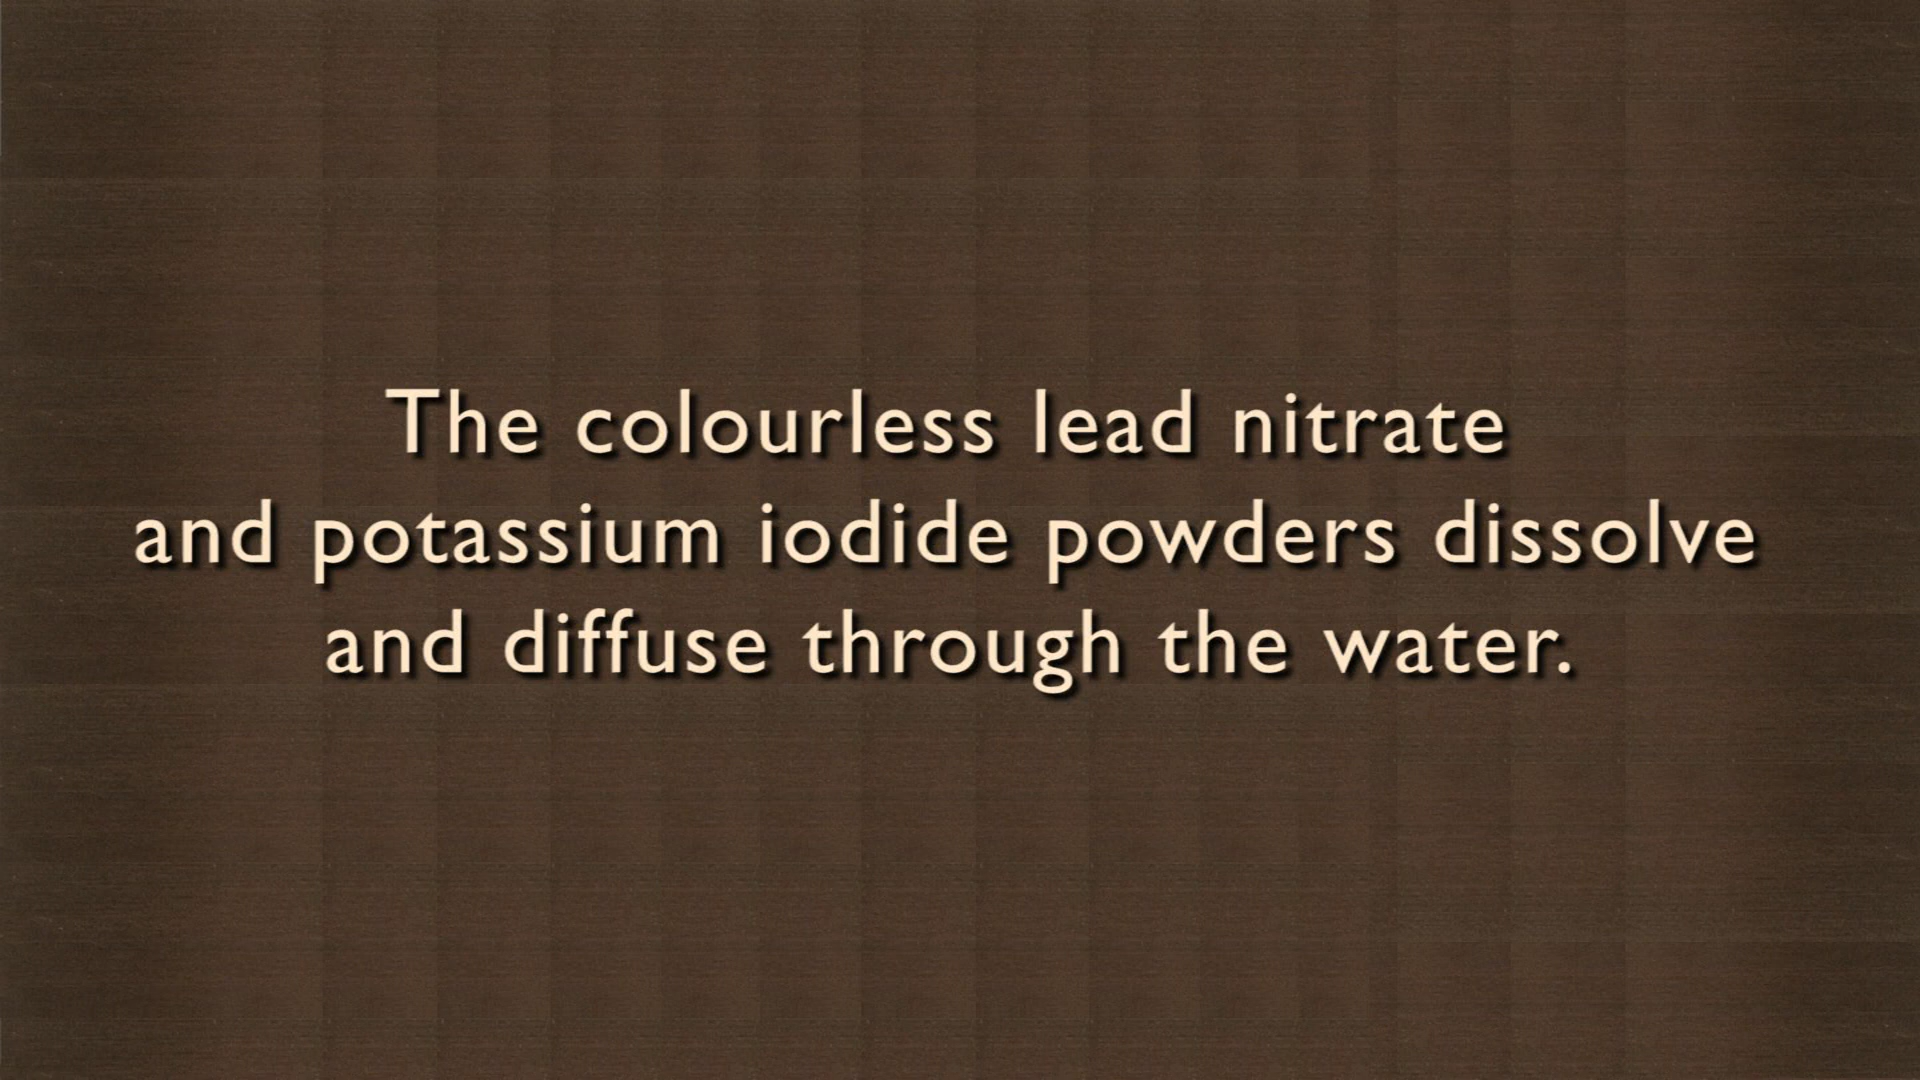 The colourless lead nitrate
and potassium iodide powders dissolve
and diffuse through the water.